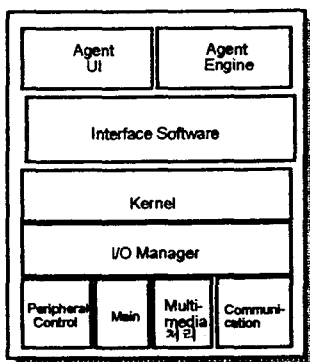 Agent
UI
Agent
Engine
Interface Software
Kernel
I/O Manager
Peripheral
Control
Main
Multi-
media
처리
Communi-
cation